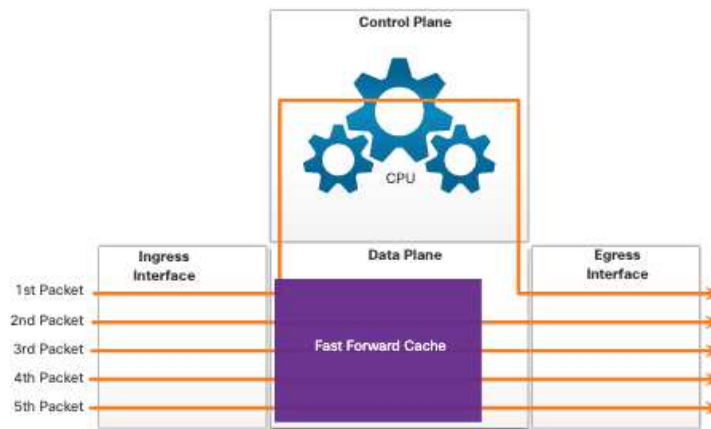 Control Plane
CPU
Ingress
Interface
Data Plane
Egress
Interface
1st Packet
2nd Packet
3rd Packet
4th Packet
5th Packet
Fast Forward Cache